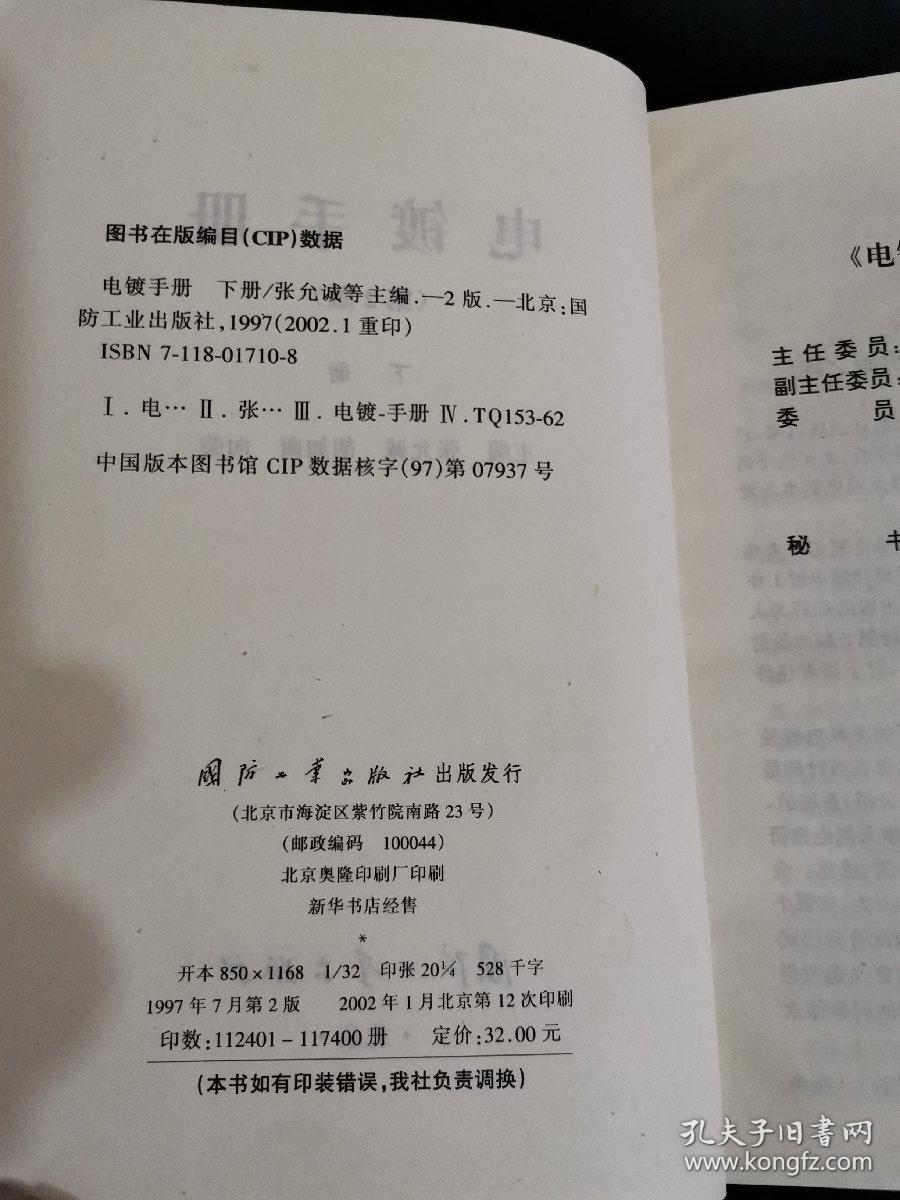 图书在版编目(CIP)数据
电镀手册　下册/张允诚等主编.—2版.—北京:国
防工业出版社,1997(2002.1重印)
ISBN 7-118-01710-8
Ⅰ.电… Ⅱ.张… Ⅲ.电镀-手册 Ⅳ.TQ153-62
中国版本图书馆CIP数据核字(97)第07937号
國防工业出版社出版发行
(北京市海淀区紫竹院南路23号)
(邮政编码　100044)
北京奥隆印刷厂印刷
新华书店经售
*
开本850×1168　1/32　印张20¼　528千字
1997年7月第2版　2002年1月北京第12次印刷
印数:112401-117400册　定价:32.00元
(本书如有印装错误,我社负责调换)
《电镀
主任委员:
副主任委员:
委　员
秘　书
孔夫子旧书网
www.kongfz.com